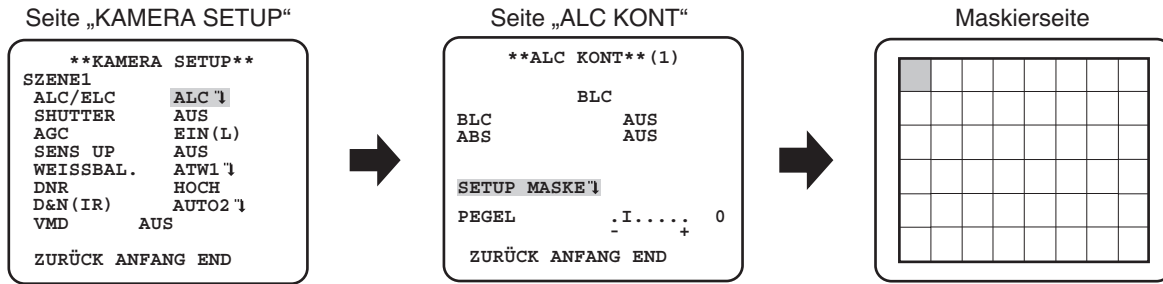 Seite „KAMERA SETUP“
**KAMERA SETUP**
SZENE1
ALC/ELC ALC
SHUTTER AUS
AGC EIN(L)
SENS UP AUS
WEISSBAL. ATW1
DNR HOCH
D&N(IR) AUTO2
VMD AUS
ZURÜCK ANFANG END
Seite „ALC KONT“
**ALC KONT**(1)
BLC
BLC AUS
ABS AUS
SETUP MASKE
PEGEL .I..... 0
- +
ZURÜCK ANFANG END
Maskierseite